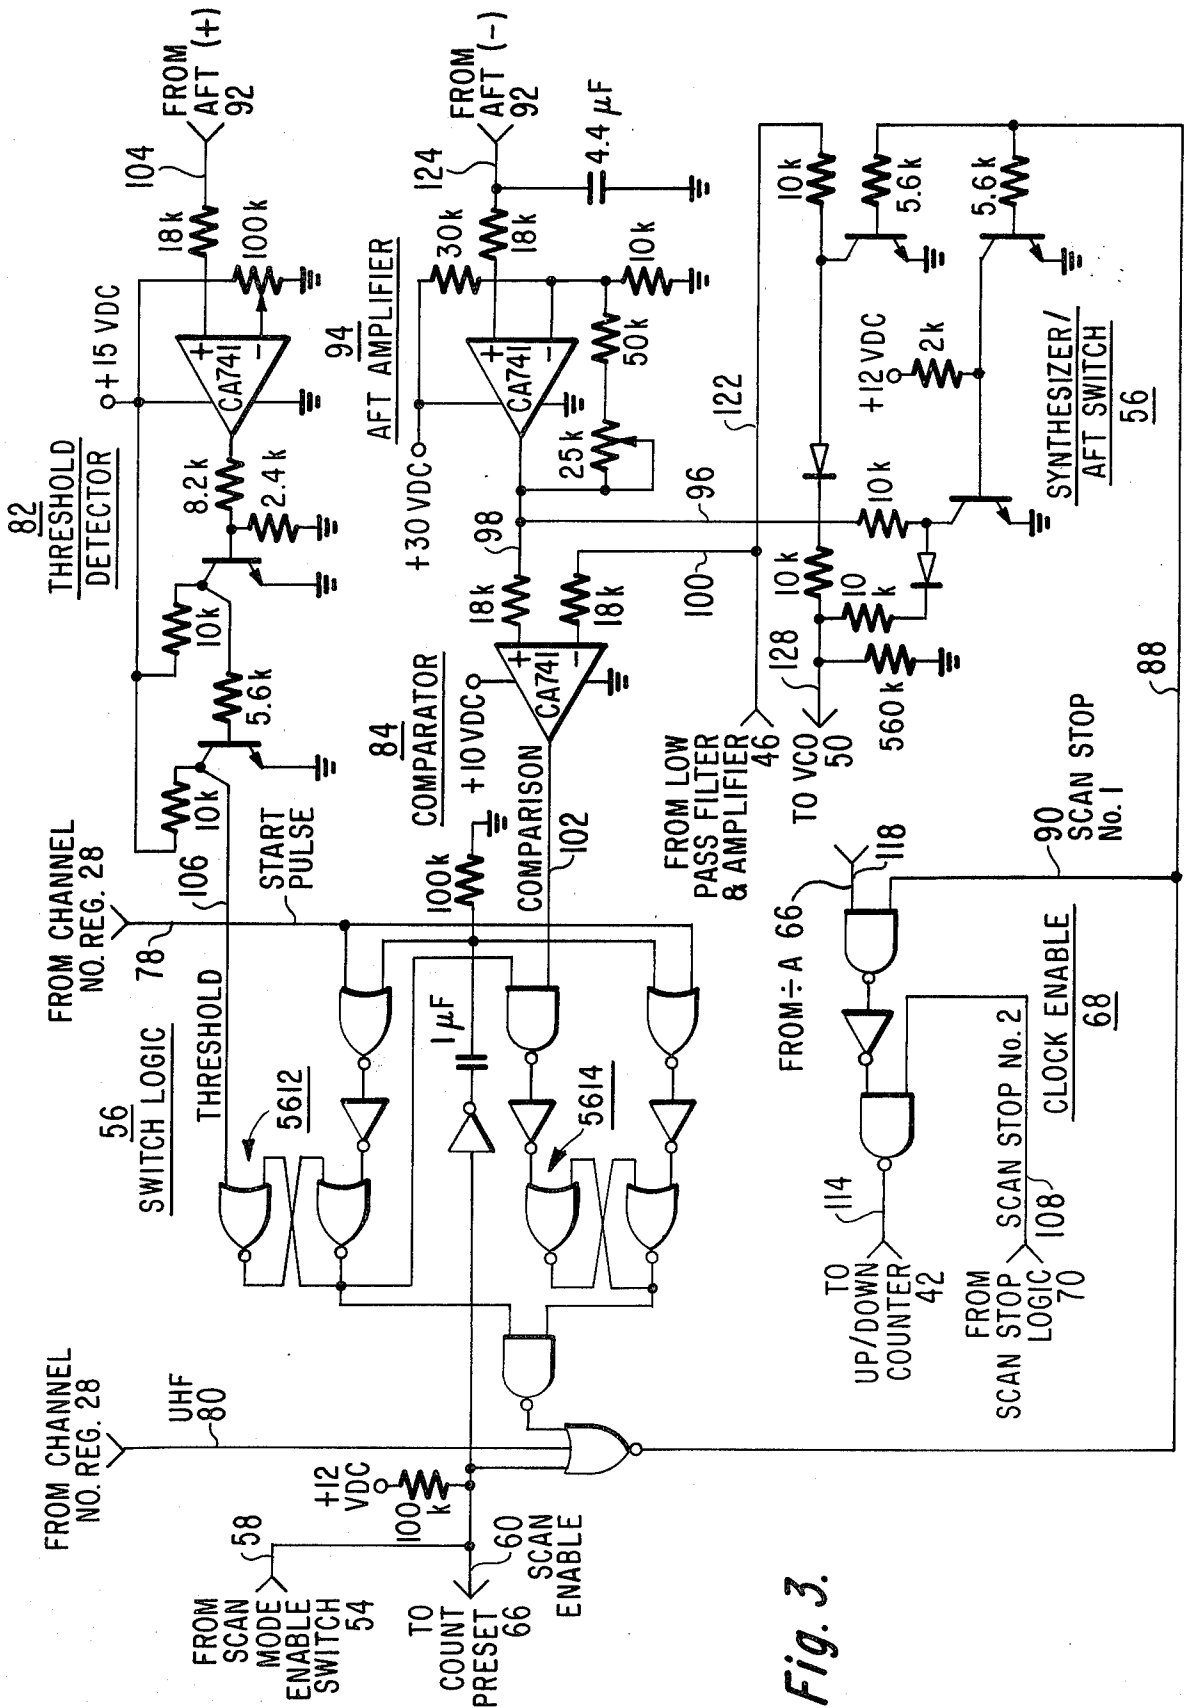 FROM
AFT (+)
92
104
18k
100k
+15 VDC
CA741
+
−
82
THRESHOLD
DETECTOR
8.2k
2.4k
10k
5.6k
10k
106
START
PULSE
FROM CHANNEL
NO. REG. 28
78
THRESHOLD
56
SWITCH LOGIC
5612
FROM
AFT (-)
92
124
4.4 µF
18k
30k
10k
94
AFT AMPLIFIER
+30 VDC
CA741
+
−
50k
25k
98
96
100
122
18k
18k
84
COMPARATOR
+10VDC
CA741
+
−
COMPARISON
102
100k
1µF
5614
FROM LOW
PASS FILTER
& AMPLIFIER
46
10k
5.6k
5.6k
+12 VDC
2k
SYNTHESIZER/
AFT SWITCH
56
10k
10k
10
k
128
560k
TO VCO
50
88
90
SCAN STOP
No. 1
FROM ÷ A 66
118
CLOCK ENABLE
68
SCAN STOP No. 2
108
114
TO
UP/DOWN
COUNTER
42
FROM
SCAN STOP
LOGIC
70
FROM CHANNEL
NO. REG. 28
UHF
80
+12
VDC
100
k
58
FROM
SCAN
MODE
ENABLE
SWITCH
54
TO
COUNT
PRESET
66
60
SCAN
ENABLE
Fig. 3.